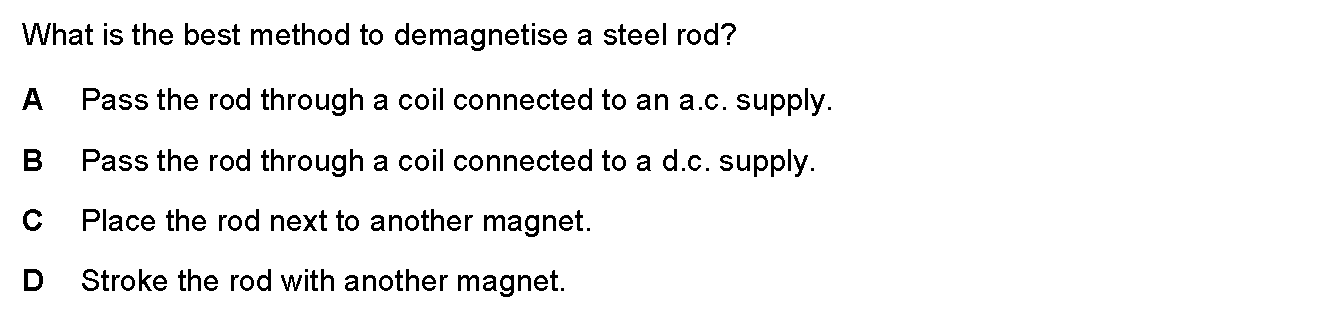 What is the best method to demagnetise a steel rod?
A Pass the rod through a coil connected to an a.c. supply.
B Pass the rod through a coil connected to a d.c. supply.
C Place the rod next to another magnet.
D Stroke the rod with another magnet.